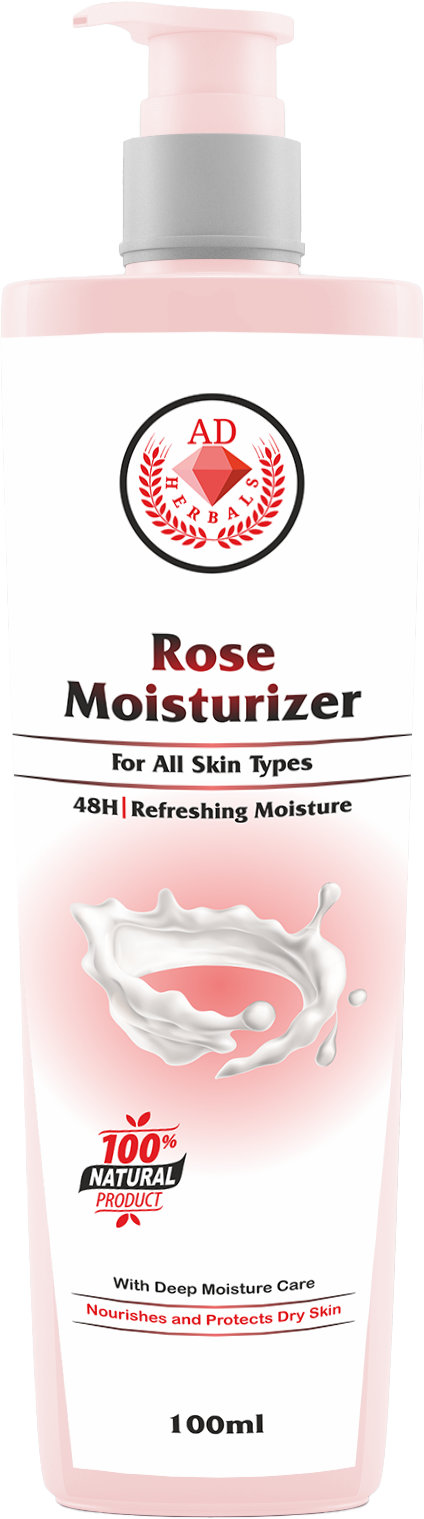 AD
HERBALS
Rose
Moisturizer
For All Skin Types
48H|Refreshing Moisture
100%
NATURAL
PRODUCT
With Deep Moisture Care
Nourishes and Protects Dry Skin
100ml